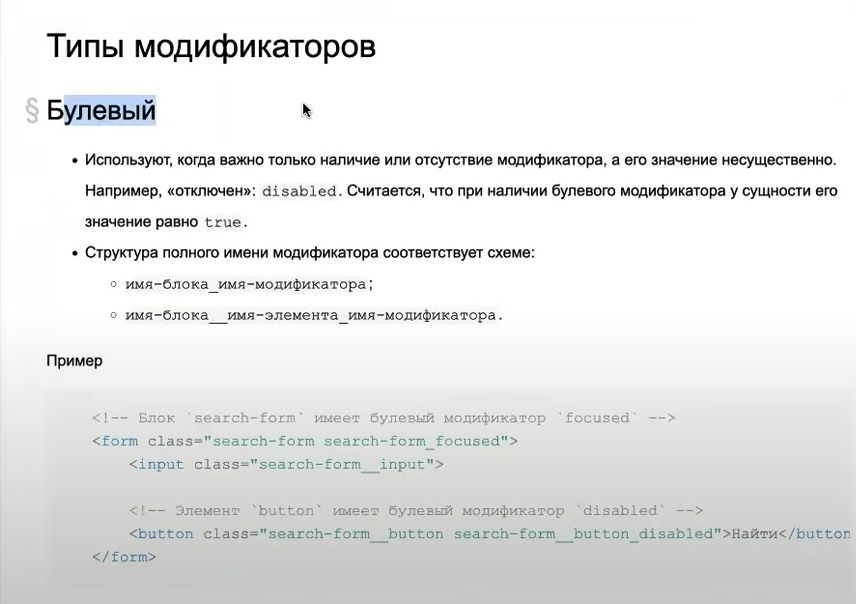 Типы модификаторов
§ Булевый
• Используют, когда важно только наличие или отсутствие модификатора, а его значение несущественно.
Например, «отключен»: disabled. Считается, что при наличии булевого модификатора у сущности его
значение равно true.
• Структура полного имени модификатора соответствует схеме:
◦ имя-блока_имя-модификатора;
◦ имя-блока__имя-элемента_имя-модификатора.
Пример
<!-- Блок `search-form` имеет булевый модификатор `focused` -->
<form class="search-form search-form_focused">
<input class="search-form__input">
<!-- Элемент `button` имеет булевый модификатор `disabled` -->
<button class="search-form__button search-form__button_disabled">Найти</button
</form>